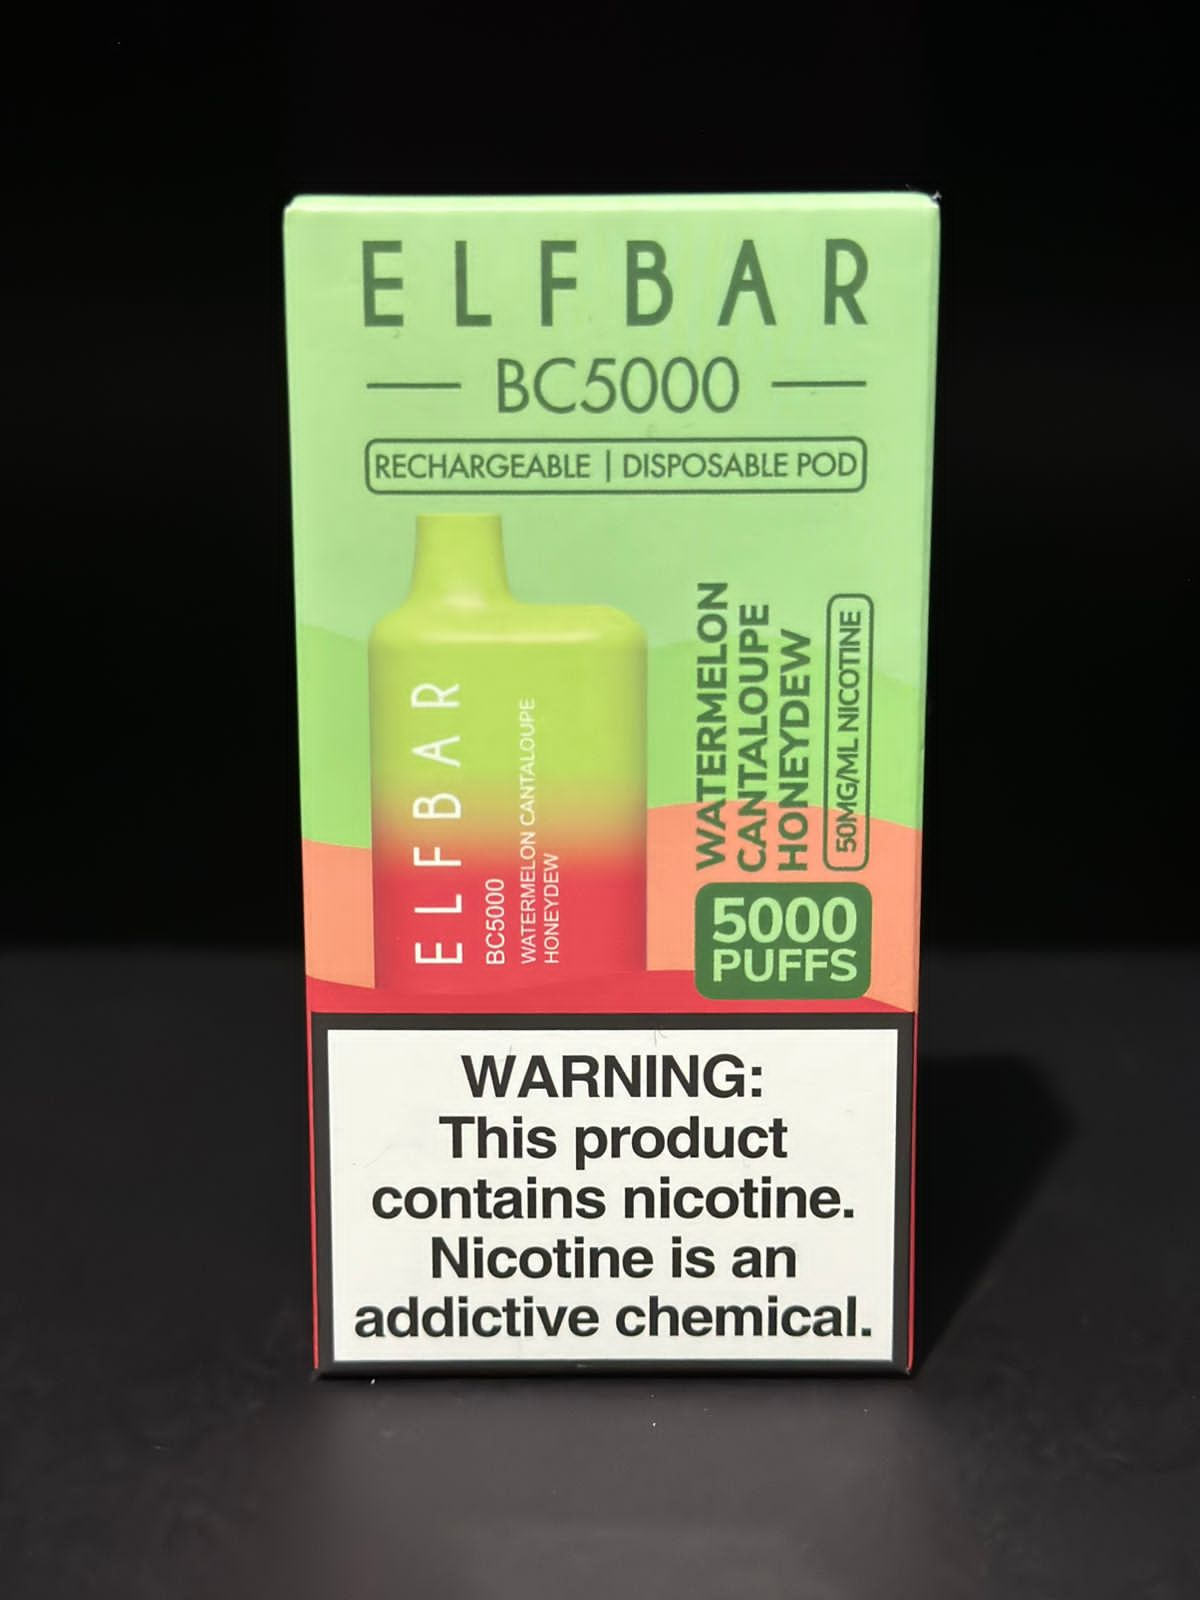 ELFBAR
BC5000
RECHARGEABLE | DISPOSABLE POD
ELFBAR
BC5000
WATERMELON CANTALOUPE
HONEYDEW
WATERMELON
CANTALOUPE
HONEYDEW
50MG/ML NICOTINE
5000
PUFFS
WARNING:
This product
contains nicotine.
Nicotine is an
addictive chemical.